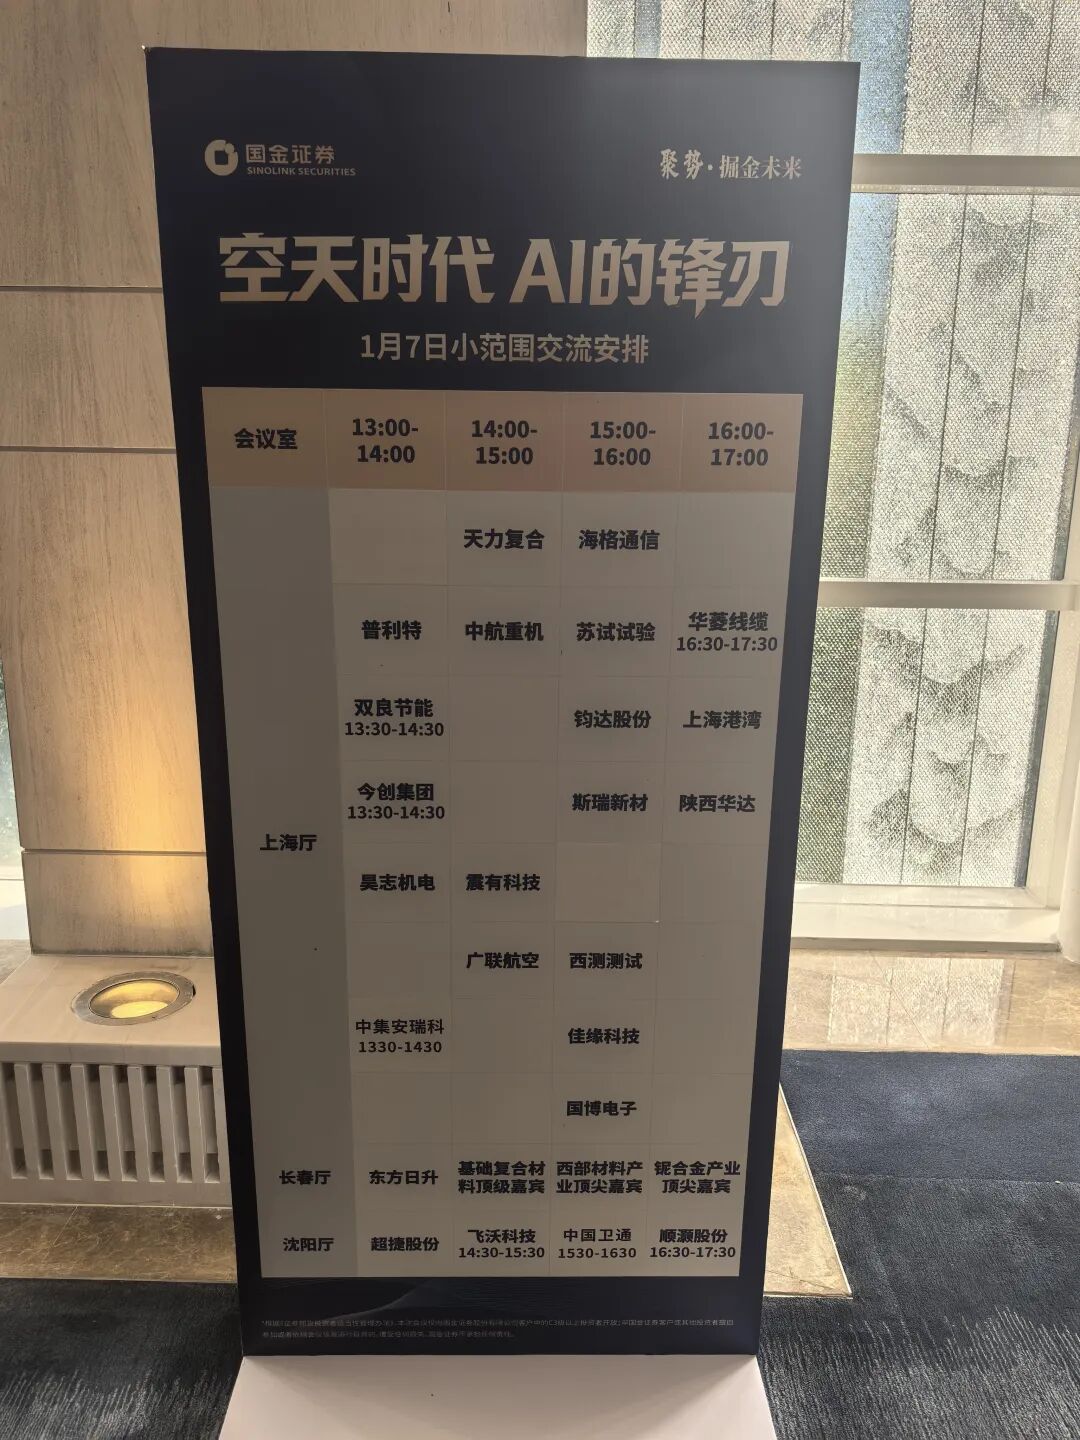 国金证券
SINOLINK SECURITIES
聚势·掘金未来
空天时代 AI的锋刃
1月7日小范围交流安排
会议室
13:00-
14:00
14:00-
15:00
15:00-
16:00
16:00-
17:00
天力复合
海格通信
普利特
中航重机
苏试试验
华菱线缆
16:30-17:30
双良节能
13:30-14:30
钧达股份
上海港湾
今创集团
13:30-14:30
斯瑞新材
陕西华达
上海厅
昊志机电
震有科技
广联航空
西测测试
中集安瑞科
1330-1430
佳缘科技
国博电子
长春厅
东方日升
基础复合材
料顶级嘉宾
西部材料产
业顶尖嘉宾
铌合金产业
顶尖嘉宾
沈阳厅
超捷股份
飞沃科技
14:30-15:30
中国卫通
1530-1630
顺灏股份
16:30-17:30